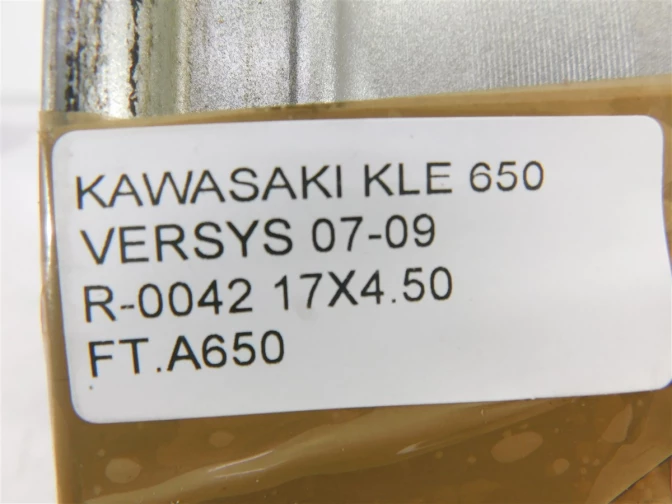 KAWASAKI KLE 650
VERSYS 07-09
R-0042 17X4.50
FT.A650